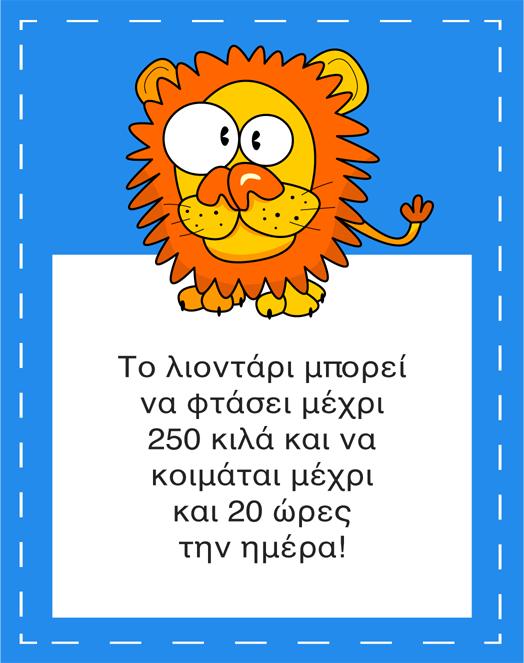 Το λιοντάρι μπορεί
να φτάσει μέχρι
250 κιλά και να
κοιμάται μέχρι
και 20 ώρες
την ημέρα!